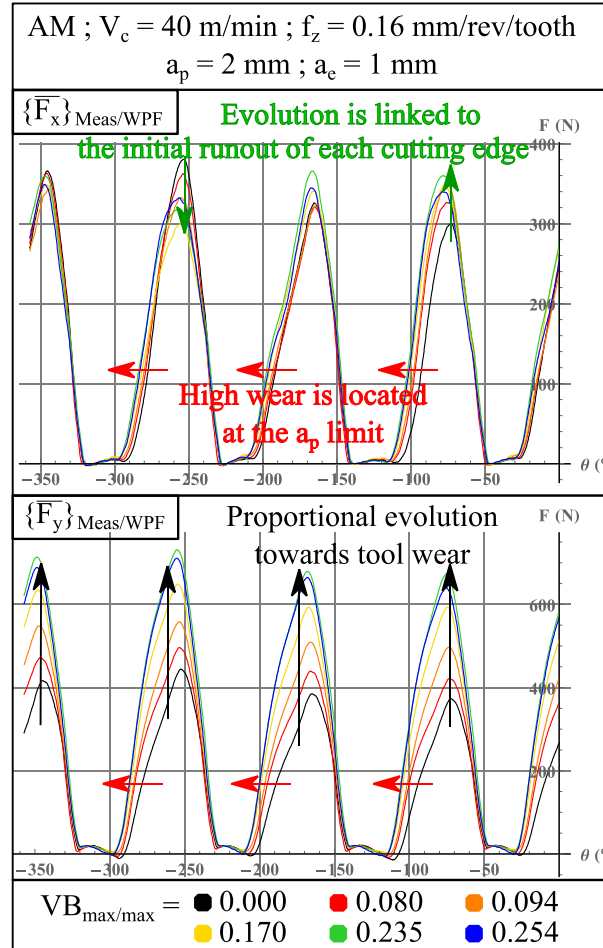 AM ; V_c = 40 m/min ; f_z = 0.16 mm/rev/tooth
a_p = 2 mm ; a_e = 1 mm
{F̅_x} Meas/WPF
Evolution is linked to
the initial runout of each cutting edge
F (N)
400
300
200
100
High wear is located
at the a_p limit
−350 −300 −250 −200 −150 −100 −50
θ (°
{F̅_y} Meas/WPF
Proportional evolution
towards tool wear
F (N)
600
400
200
−350 −300 −250 −200 −150 −100 −50
θ (°
VB_max/max = 0.000 0.080 0.094
0.170 0.235 0.254